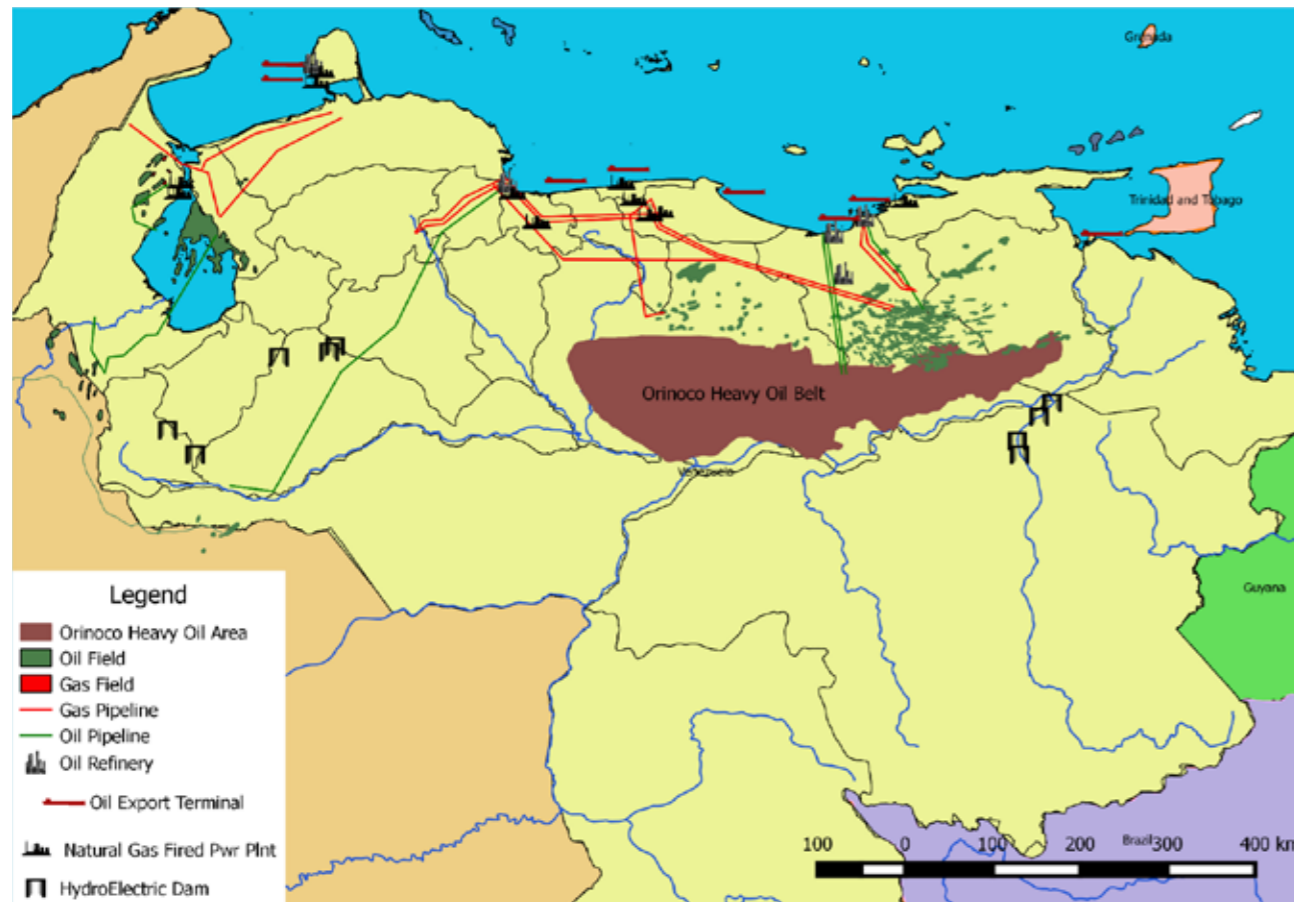 Grenada
Trinidad and Tobago
Orinoco Heavy Oil Belt
Venezuela
Guyana
Legend
Orinoco Heavy Oil Area
Oil Field
Gas Field
Gas Pipeline
Oil Pipeline
Oil Refinery
Oil Export Terminal
Natural Gas Fired Pwr Plnt
HydroElectric Dam
Brazil
100 0 100 200 300 400 km